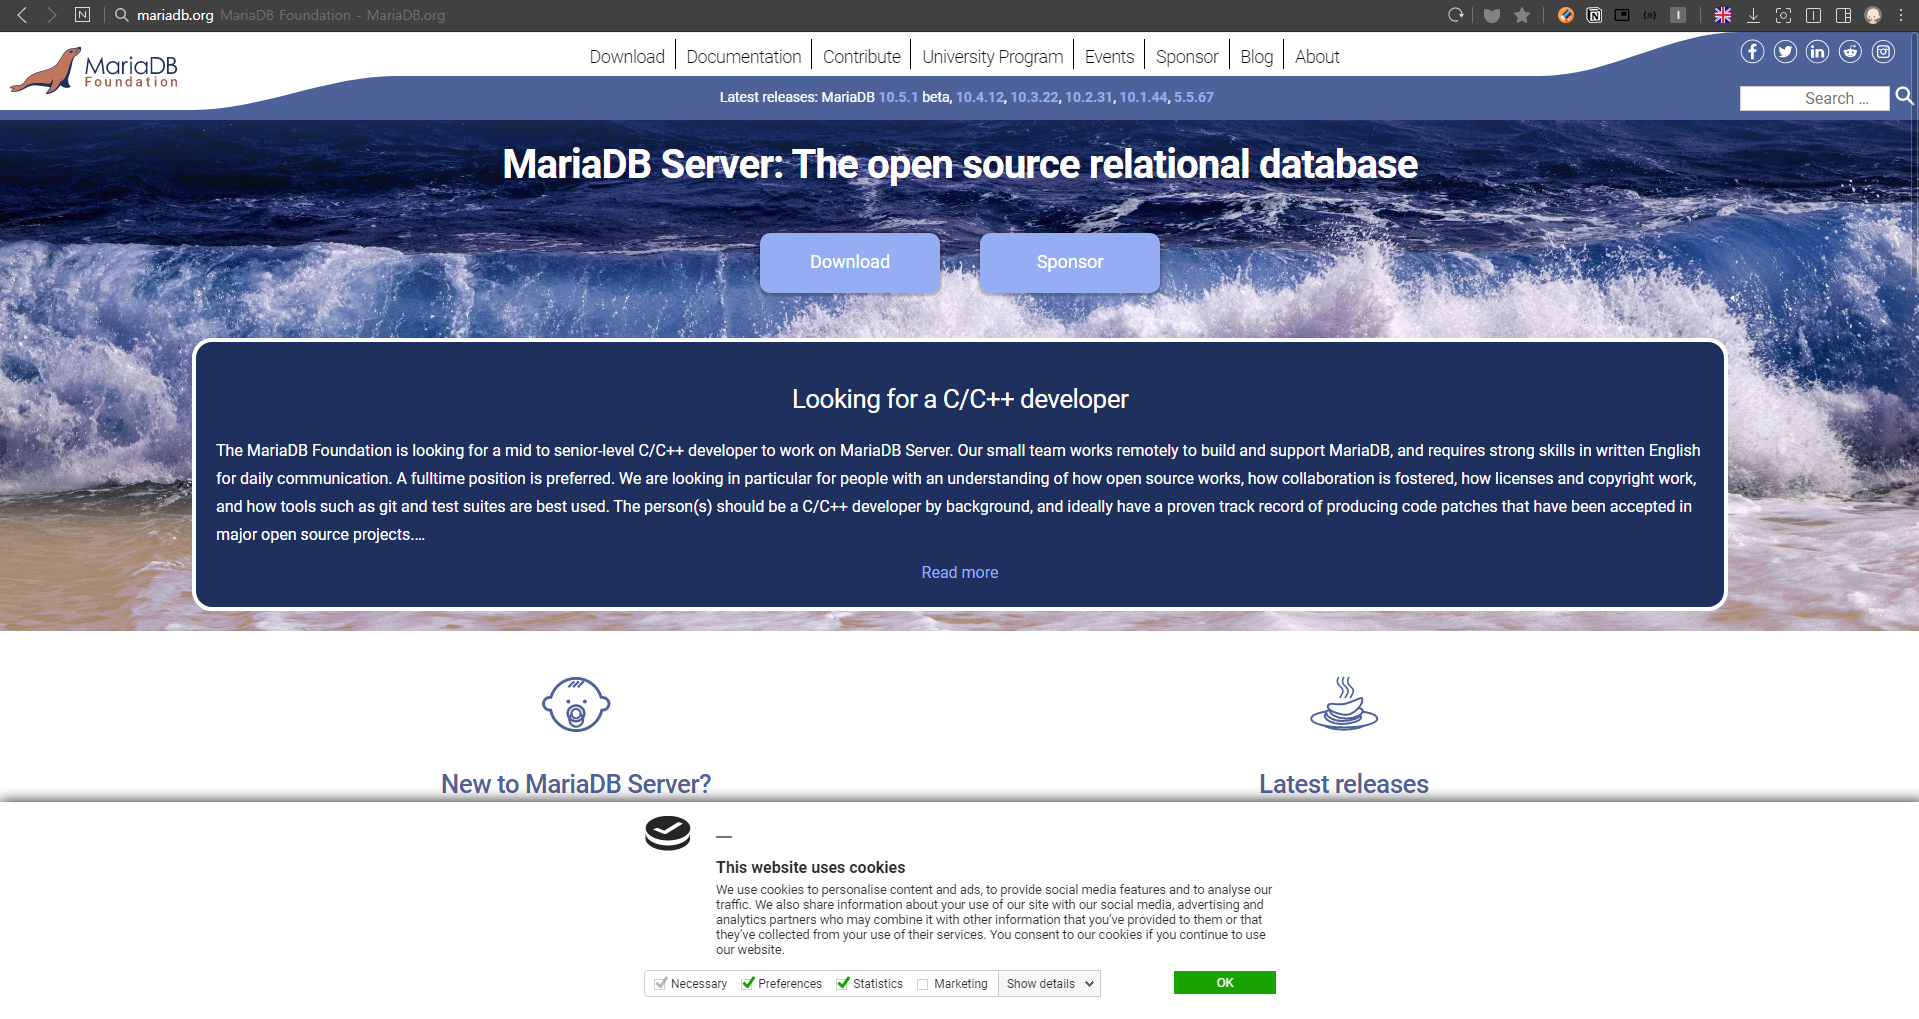 mariadb.org MariaDB Foundation - MariaDB.org
MariaDB
Foundation
Download
Documentation
Contribute
University Program
Events
Sponsor
Blog
About
Latest releases: MariaDB 10.5.1 beta, 10.4.12, 10.3.22, 10.2.31, 10.1.44, 5.5.67
Search ...
MariaDB Server: The open source relational database
Download
Sponsor
Looking for a C/C++ developer
The MariaDB Foundation is looking for a mid to senior-level C/C++ developer to work on MariaDB Server. Our small team works remotely to build and support MariaDB, and requires strong skills in written English
for daily communication. A fulltime position is preferred. We are looking in particular for people with an understanding of how open source works, how collaboration is fostered, how licenses and copyright work,
and how tools such as git and test suites are best used. The person(s) should be a C/C++ developer by background, and ideally have a proven track record of producing code patches that have been accepted in
major open source projects....
Read more
New to MariaDB Server?
Latest releases
This website uses cookies
We use cookies to personalise content and ads, to provide social media features and to analyse our
traffic. We also share information about your use of our site with our social media, advertising and
analytics partners who may combine it with other information that you've provided to them or that
they've collected from your use of their services. You consent to our cookies if you continue to use
our website.
Necessary
Preferences
Statistics
Marketing
Show details
OK